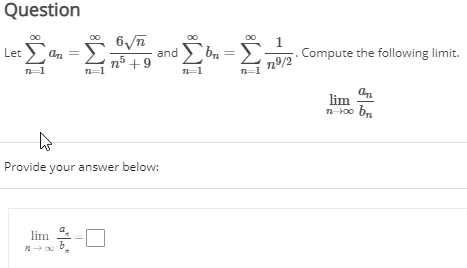 Question
Let \sum_{n=1}^{\infty} a_n = \sum_{n=1}^{\infty} \frac{6\sqrt{n}}{n^5 + 9} and \sum_{n=1}^{\infty} b_n = \sum_{n=1}^{\infty} \frac{1}{n^{9/2}}. Compute the following limit.
\lim_{n \to \infty} \frac{a_n}{b_n}
Provide your answer below:
\lim_{n \to \infty} \frac{a_n}{b_n} =